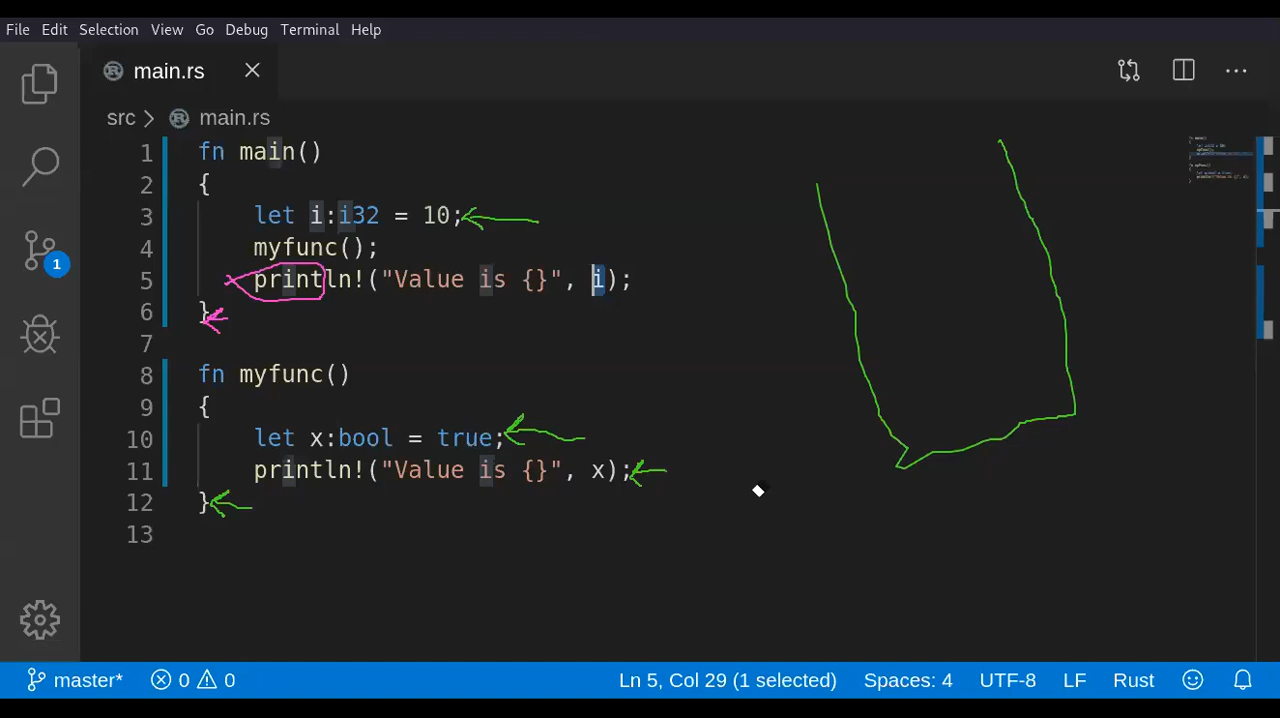 File Edit Selection View Go Debug Terminal Help
main.rs
src > main.rs
1 fn main()
2 {
3 let i:i32 = 10;
4 myfunc();
5 println!("Value is {}", i);
6 }
7
8 fn myfunc()
9 {
10 let x:bool = true;
11 println!("Value is {}", x);
12 }
13
1
master* 0 0 Ln 5, Col 29 (1 selected) Spaces: 4 UTF-8 LF Rust